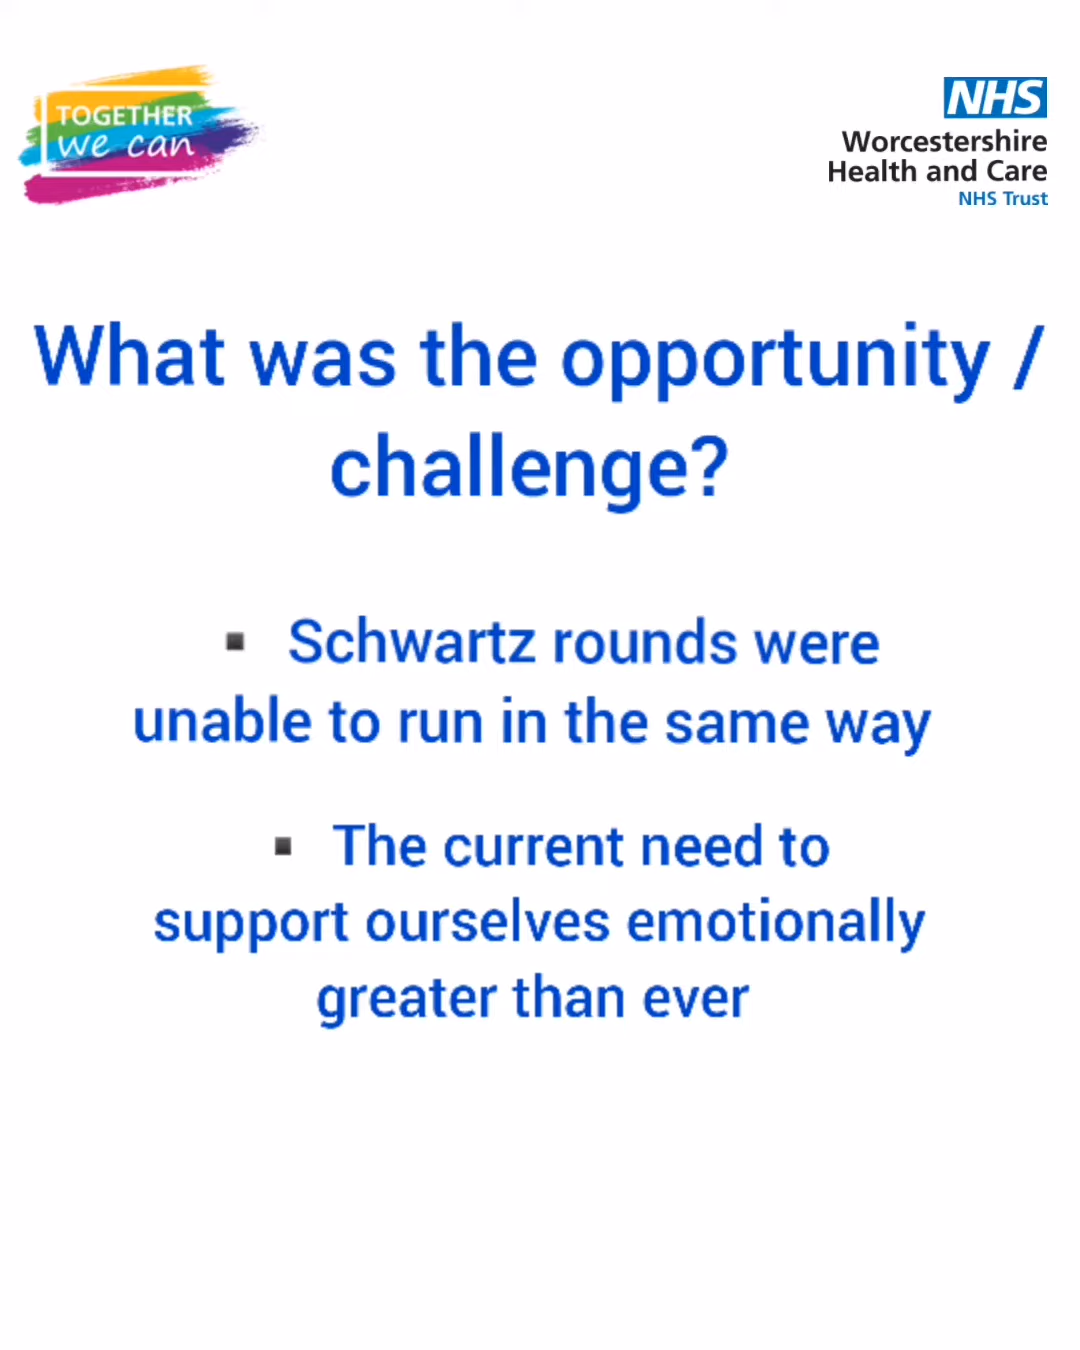 TOGETHER
we can
NHS
Worcestershire
Health and Care
NHS Trust
What was the opportunity /
challenge?
▪ Schwartz rounds were
unable to run in the same way
▪ The current need to
support ourselves emotionally
greater than ever